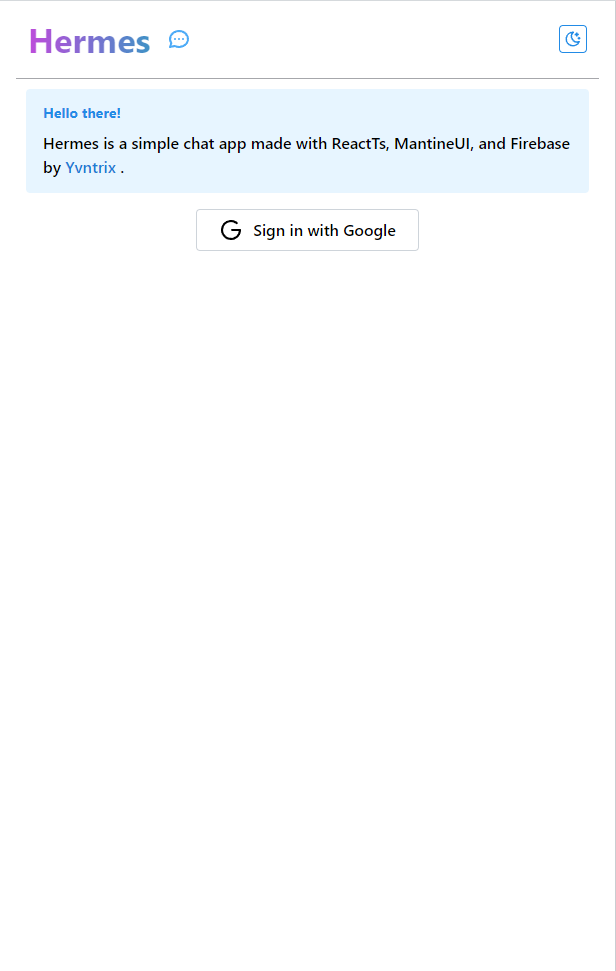 Hermes
Hello there!
Hermes is a simple chat app made with ReactTs, MantineUI, and Firebase
by Yvntrix .
Sign in with Google